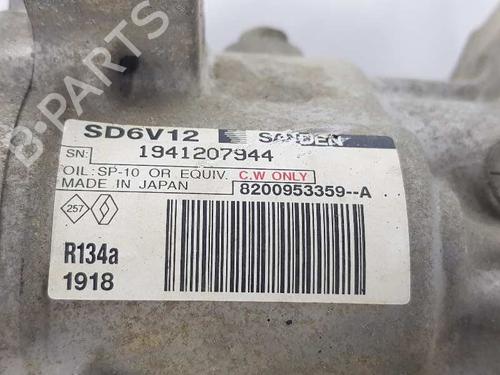 B-PARTS
SD6V12 SANDEN
SN: 1941207944
OIL: SP-10 OR EQUIV. C.W ONLY
MADE IN JAPAN 8200953359--A
257
R134a
1918